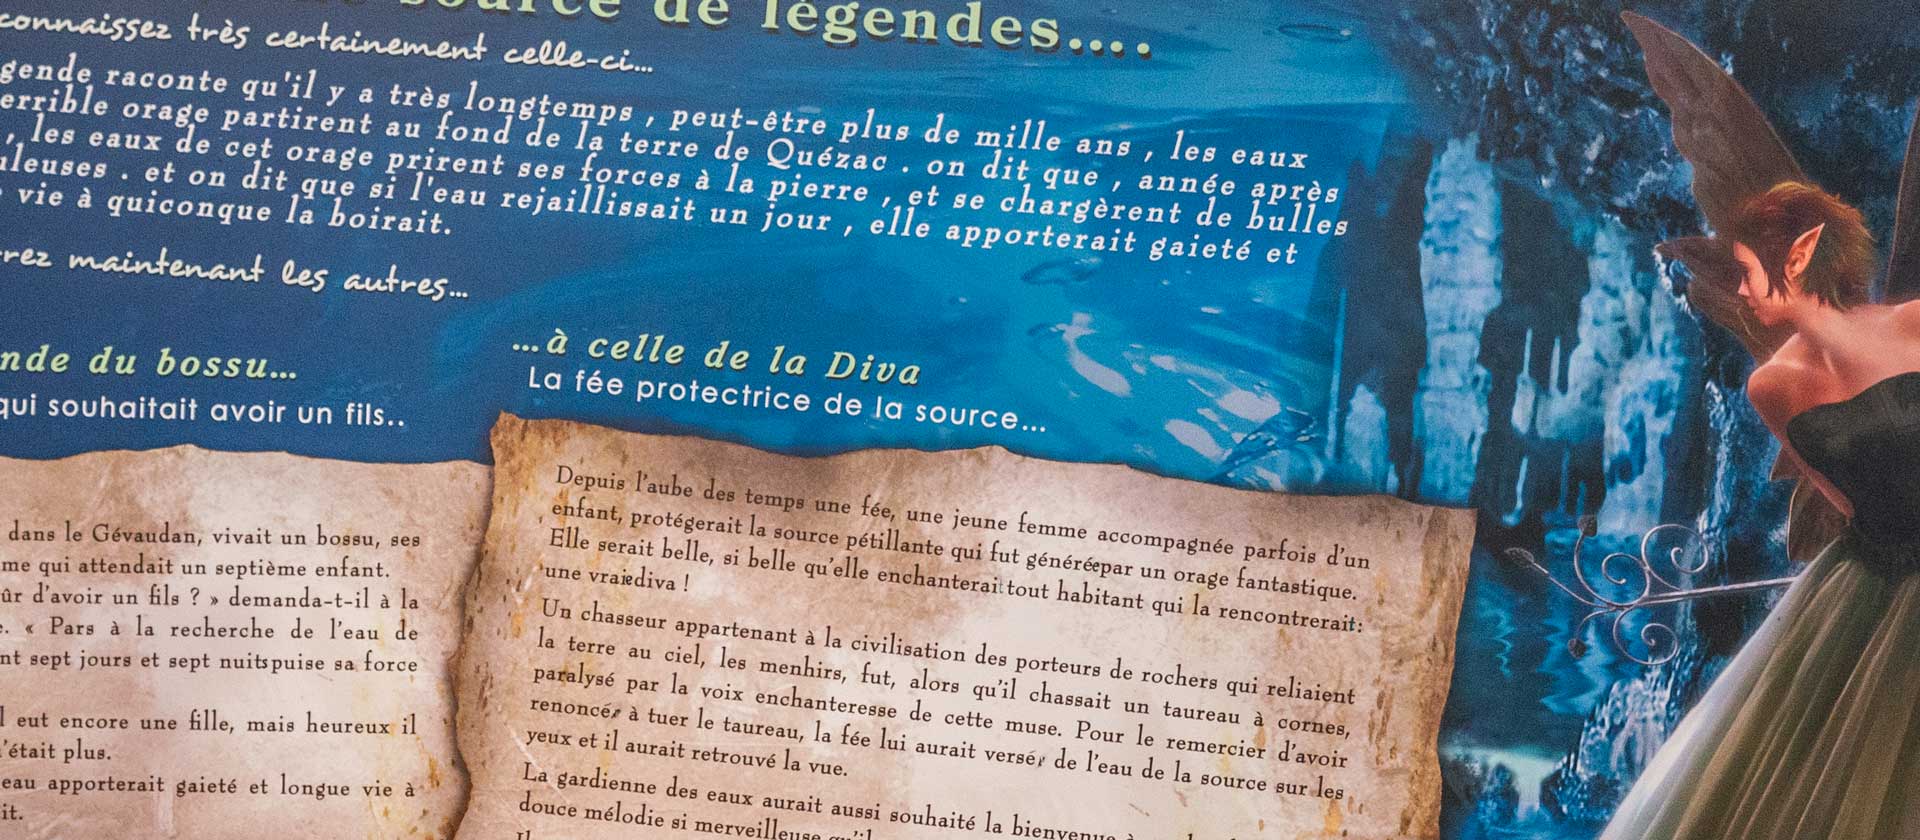 source de légendes....
connaissez très certainement celle-ci...
gende raconte qu'il y a très longtemps , peut-être plus de mille ans , les eaux
errible orage partirent au fond de la terre de Quézac . on dit que , année après
, les eaux de cet orage prirent ses forces à la pierre , et se chargèrent de bulles
uleuses . et on dit que si l'eau rejaillissait un jour , elle apporterait gaieté et
vie à quiconque la boirait.
rez maintenant les autres...
nde du bossu...
qui souhaitait avoir un fils..
dans le Gévaudan, vivait un bossu, ses
me qui attendait un septième enfant.
ûr d'avoir un fils ? » demanda-t-il à la
e. « Pars à la recherche de l'eau de
nt sept jours et sept nuitspuise sa force
l eut encore une fille, mais heureux il
'était plus.
eau apporterait gaieté et longue vie à
it.
...à celle de la Diva
La fée protectrice de la source...
Depuis l'aube des temps une fée, une jeune femme accompagnée parfois d'un
enfant, protégerait la source pétillante qui fut généréepar un orage fantastique.
Elle serait belle, si belle qu'elle enchanterait tout habitant qui la rencontrerait:
une vraiediva !
Un chasseur appartenant à la civilisation des porteurs de rochers qui reliaient
la terre au ciel, les menhirs, fut, alors qu'il chassait un taureau à cornes,
paralysé par la voix enchanteresse de cette muse. Pour le remercier d'avoir
renoncér à tuer le taureau, la fée lui aurait versér de l'eau de la source sur les
yeux et il aurait retrouvé la vue.
La gardienne des eaux aurait aussi souhaité la bienvenue à
douce mélodie si merveilleuse qu'il